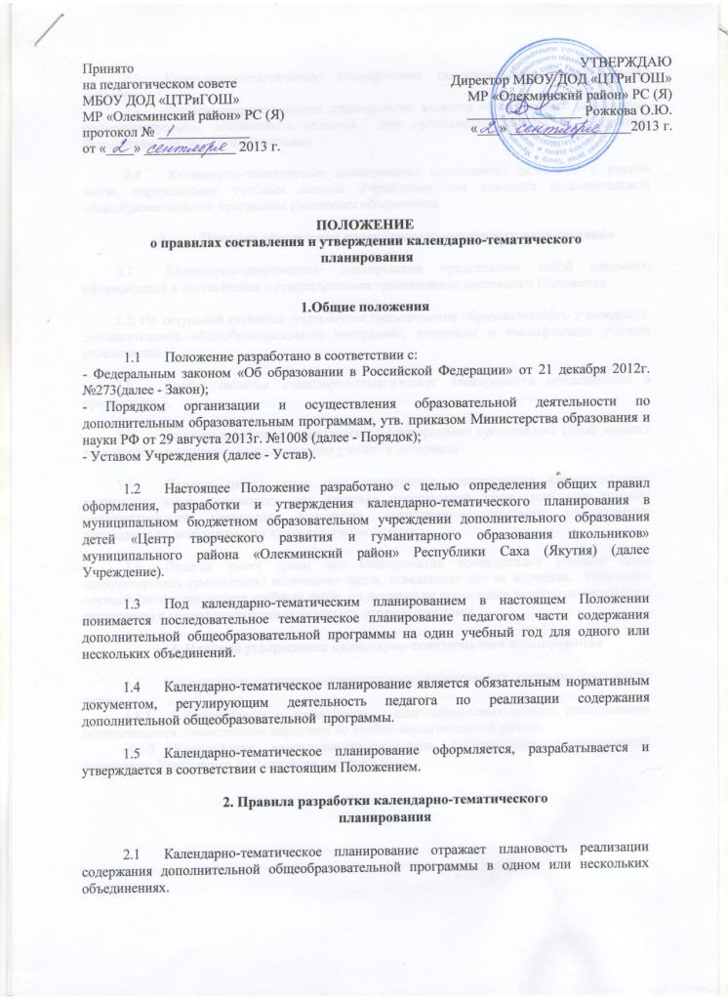 Принято
на педагогическом совете
МБОУ ДОД «ЦТРиГОШ»
МР «Олекминский район» РС (Я)
протокол № 1
от « 2 » сентября 2013 г.
УТВЕРЖДАЮ
Директор МБОУ ДОД «ЦТРиГОШ»
МР «Олекминский район» РС (Я)
Рожкова О.Ю.
« 2 » сентября 2013 г.
ПОЛОЖЕНИЕ
о правилах составления и утверждении календарно-тематического
планирования
1.Общие положения
1.1 Положение разработано в соответствии с:
- Федеральным законом «Об образовании в Российской Федерации» от 21 декабря 2012г.
№273(далее - Закон);
- Порядком организации и осуществления образовательной деятельности по
дополнительным образовательным программам, утв. приказом Министерства образования и
науки РФ от 29 августа 2013г. №1008 (далее - Порядок);
- Уставом Учреждения (далее - Устав).
1.2 Настоящее Положение разработано с целью определения общих правил
оформления, разработки и утверждения календарно-тематического планирования в
муниципальном бюджетном образовательном учреждении дополнительного образования
детей «Центр творческого развития и гуманитарного образования школьников»
муниципального района «Олекминский район» Республики Саха (Якутия) (далее
Учреждение).
1.3 Под календарно-тематическим планированием в настоящем Положении
понимается последовательное тематическое планирование педагогом части содержания
дополнительной общеобразовательной программы на один учебный год для одного или
нескольких объединений.
1.4 Календарно-тематическое планирование является обязательным нормативным
документом, регулирующим деятельность педагога по реализации содержания
дополнительной общеобразовательной программы.
1.5 Календарно-тематическое планирование оформляется, разрабатывается и
утверждается в соответствии с настоящим Положением.
2. Правила разработки календарно-тематического
планирования
2.1 Календарно-тематическое планирование отражает плановость реализации
содержания дополнительной общеобразовательной программы в одном или нескольких
объединениях.